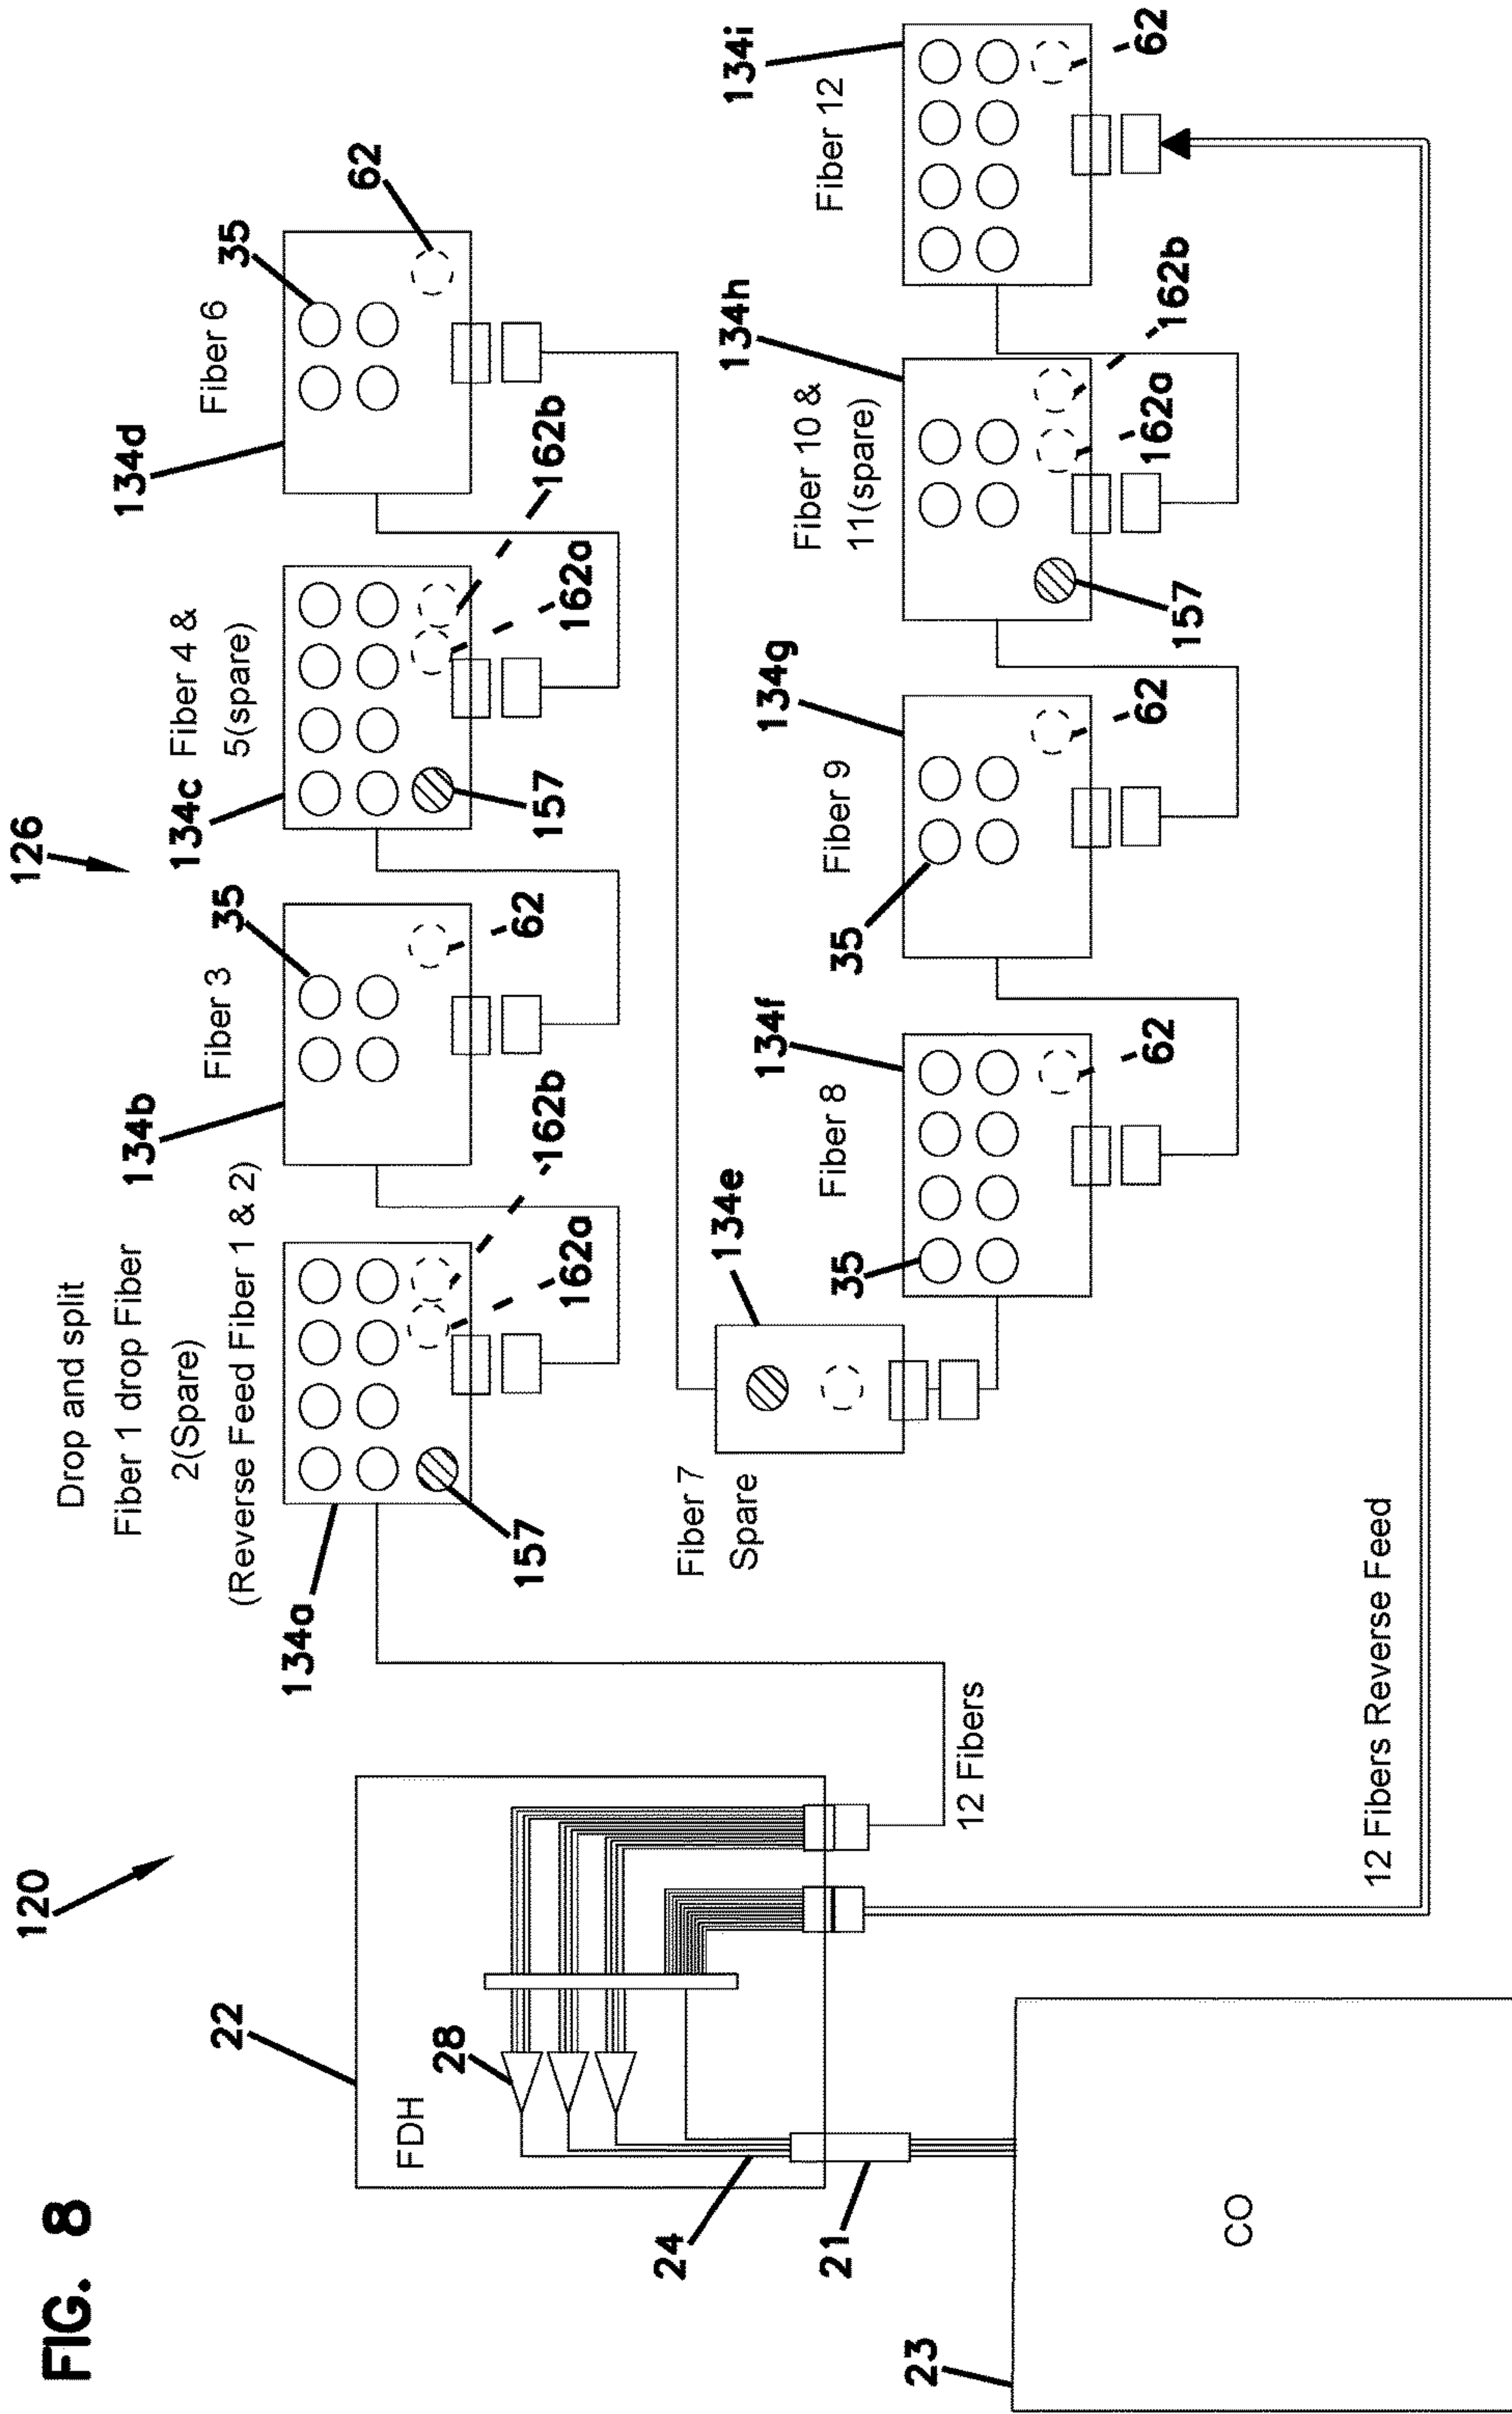 FIG. 8
120
126
22
FDH
28
24
21
23
CO
12 Fibers
12 Fibers Reverse Feed
Drop and split
Fiber 1 drop Fiber
2(Spare)
(Reverse Feed Fiber 1 & 2)
134a
157
162a
162b
134b
Fiber 3
35
62
134c
Fiber 4 &
5(spare)
157
162a
162b
134d
Fiber 6
35
62
Fiber 7
Spare
134e
134f
Fiber 8
35
62
134g
Fiber 9
35
62
134h
Fiber 10 &
11(spare)
157
162a
162b
134i
Fiber 12
62